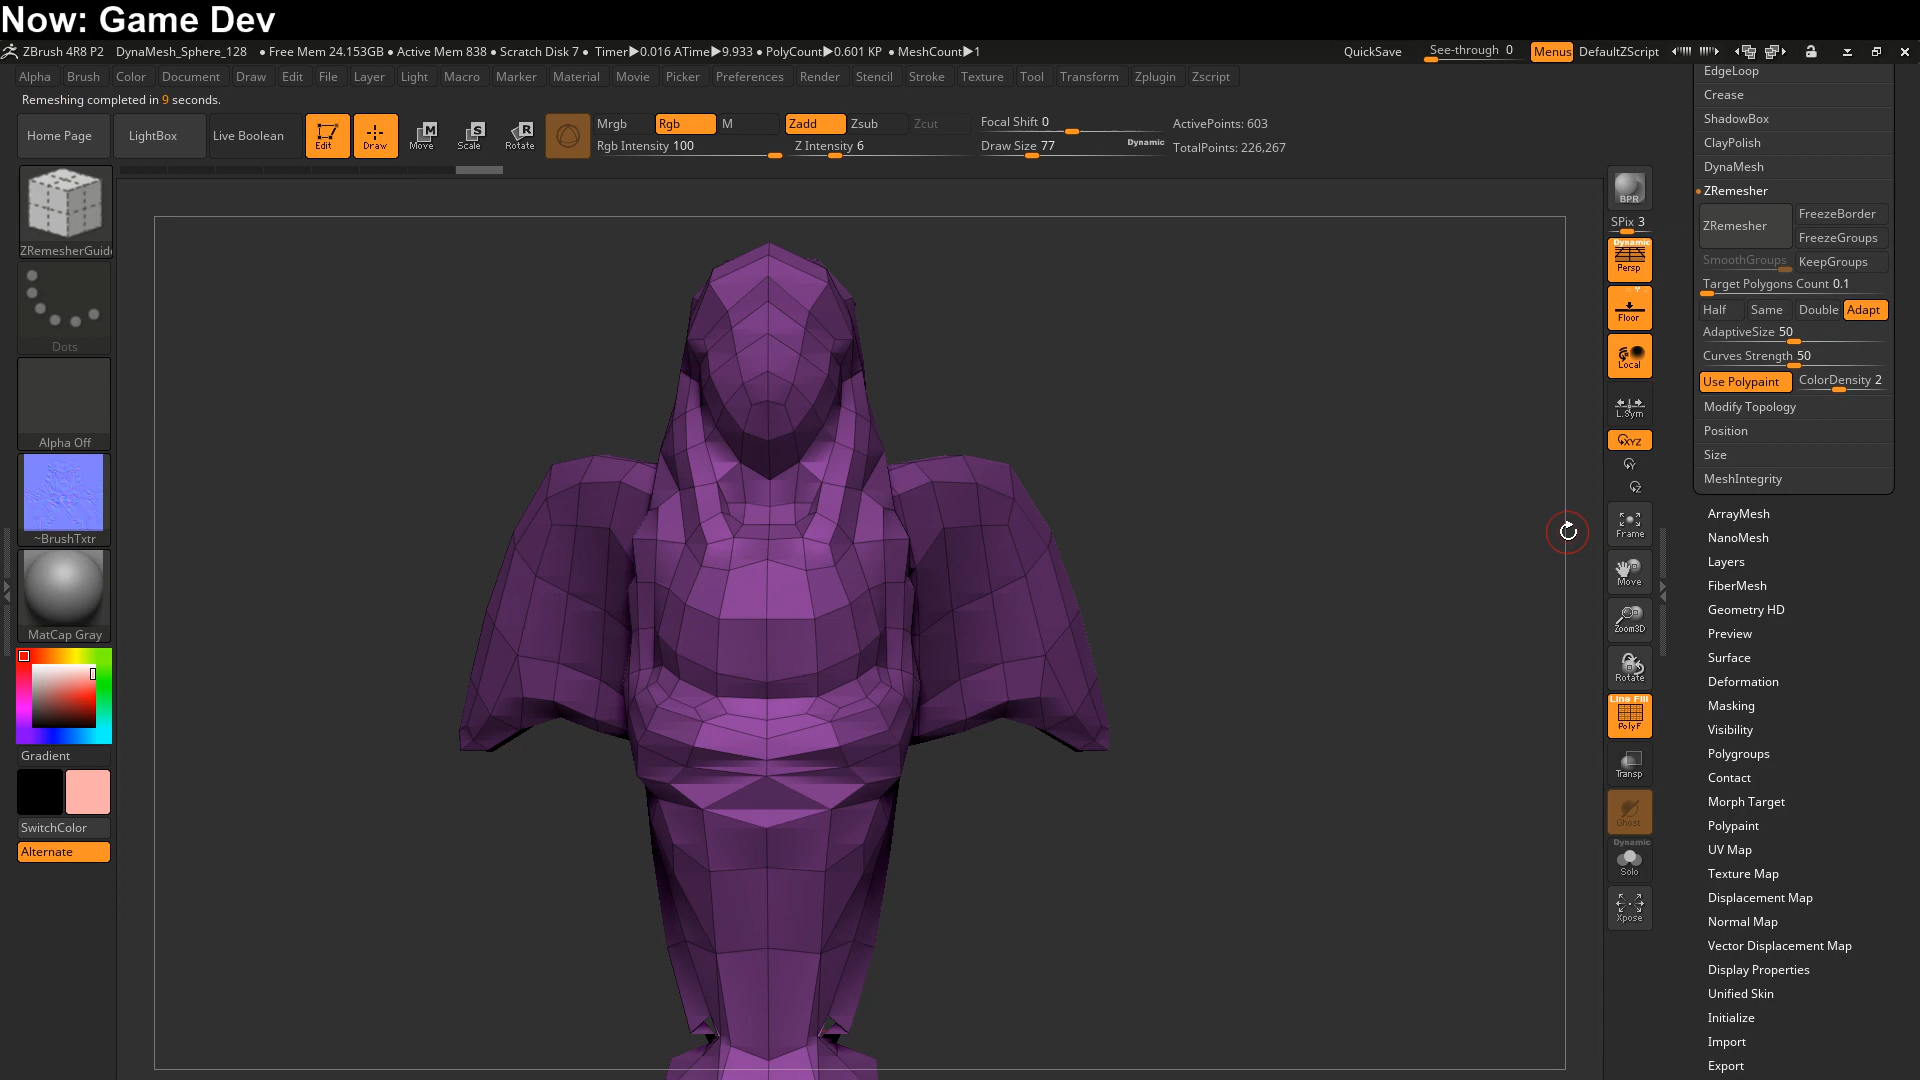 Now: Game Dev
ZBrush 4R8 P2 DynaMesh_Sphere_128 ● Free Mem 24.153GB ● Active Mem 838 ● Scratch Disk 7 ● Timer▶0.016 ATime▶9.933 ● PolyCount▶0.601 KP ● MeshCount▶1 QuickSave See-through 0 Menus DefaultZScript
Alpha Brush Color Document Draw Edit File Layer Light Macro Marker Material Movie Picker Preferences Render Stencil Stroke Texture Tool Transform Zplugin Zscript
Remeshing completed in 9 seconds.
Home Page LightBox Live Boolean Edit Draw Move Scale Rotate
M S R
Mrgb Rgb M Zadd Zsub Zcut Focal Shift 0 ActivePoints: 603
Rgb Intensity 100 Z Intensity 6 Draw Size 77 Dynamic TotalPoints: 226,267
ZRemesherGuid
Dots
Alpha Off
~BrushTxtr
MatCap Gray
Gradient
SwitchColor
Alternate
BPR
SPix 3
Dynamic
Persp
Floor
Local
L.Sym
XYZ
Y
Z
Frame
Move
Zoom3D
Rotate
Line Fill
PolyF
Transp
Ghost
Dynamic
Solo
Xpose
EdgeLoop
Crease
ShadowBox
ClayPolish
DynaMesh
ZRemesher
ZRemesher FreezeBorder
FreezeGroups
SmoothGroups KeepGroups
Target Polygons Count 0.1
Half Same Double Adapt
AdaptiveSize 50
Curves Strength 50
Use Polypaint ColorDensity 2
Modify Topology
Position
Size
MeshIntegrity
ArrayMesh
NanoMesh
Layers
FiberMesh
Geometry HD
Preview
Surface
Deformation
Masking
Visibility
Polygroups
Contact
Morph Target
Polypaint
UV Map
Texture Map
Displacement Map
Normal Map
Vector Displacement Map
Display Properties
Unified Skin
Initialize
Import
Export